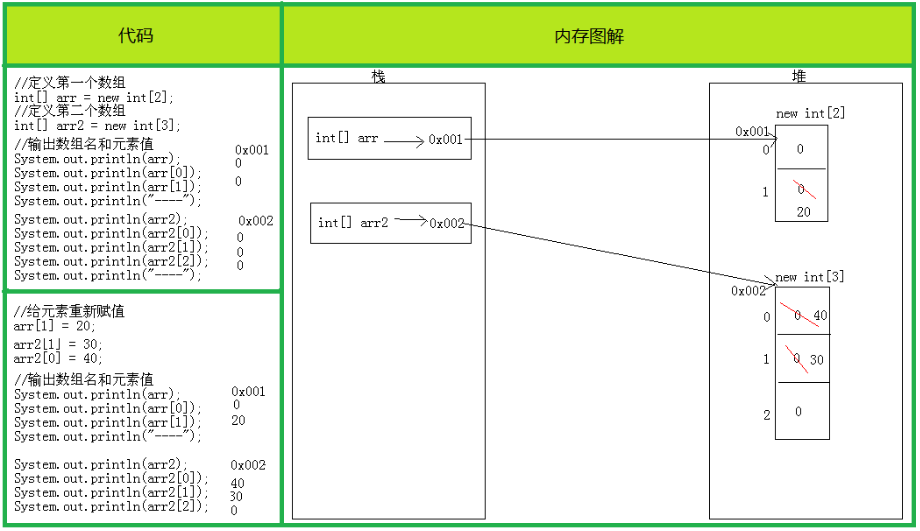 代码
内存图解
//定义第一个数组
int[] arr = new int[2];
//定义第二个数组
int[] arr2 = new int[3];
//输出数组名和元素值
System.out.println(arr); 0x001
System.out.println(arr[0]); 0
System.out.println(arr[1]); 0
System.out.println("----");
System.out.println(arr2); 0x002
System.out.println(arr2[0]); 0
System.out.println(arr2[1]); 0
System.out.println(arr2[2]); 0
System.out.println("----");
//给元素重新赋值
arr[1] = 20;
arr2[1] = 30;
arr2[0] = 40;
//输出数组名和元素值
System.out.println(arr); 0x001
System.out.println(arr[0]); 0
System.out.println(arr[1]); 20
System.out.println("----");
System.out.println(arr2); 0x002
System.out.println(arr2[0]); 40
System.out.println(arr2[1]); 30
System.out.println(arr2[2]); 0
栈
int[] arr 0x001
int[] arr2 0x002
堆
new int[2]
0x001
0 0
1 0
20
new int[3]
0x002
0 0 40
1 0 30
2 0